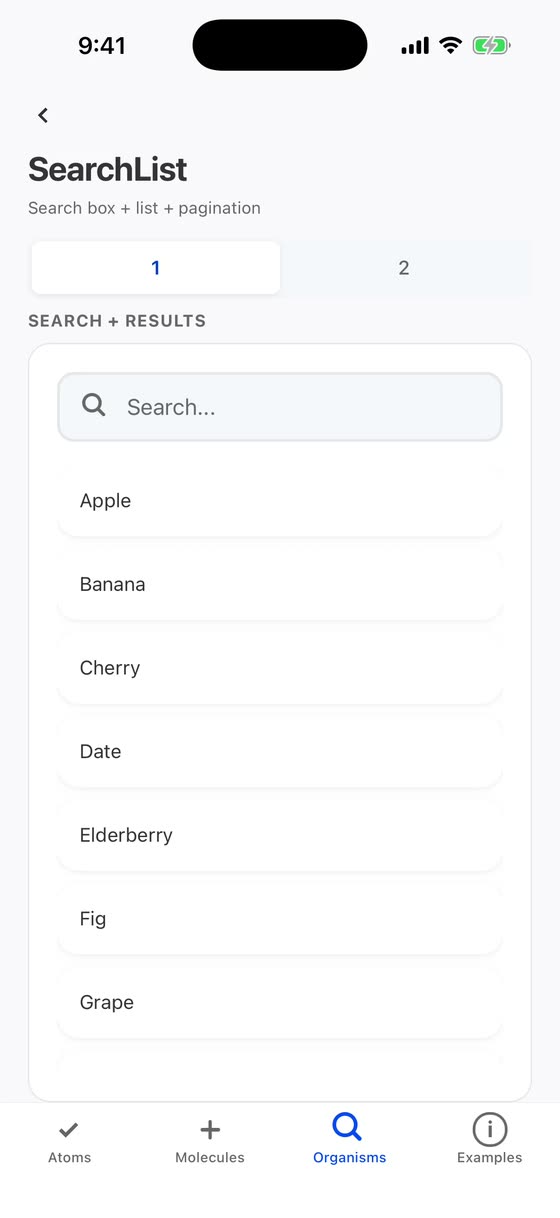 9:41
SearchList
Search box + list + pagination
1
2
SEARCH + RESULTS
Search...
Apple
Banana
Cherry
Date
Elderberry
Fig
Grape
Atoms
Molecules
Organisms
Examples